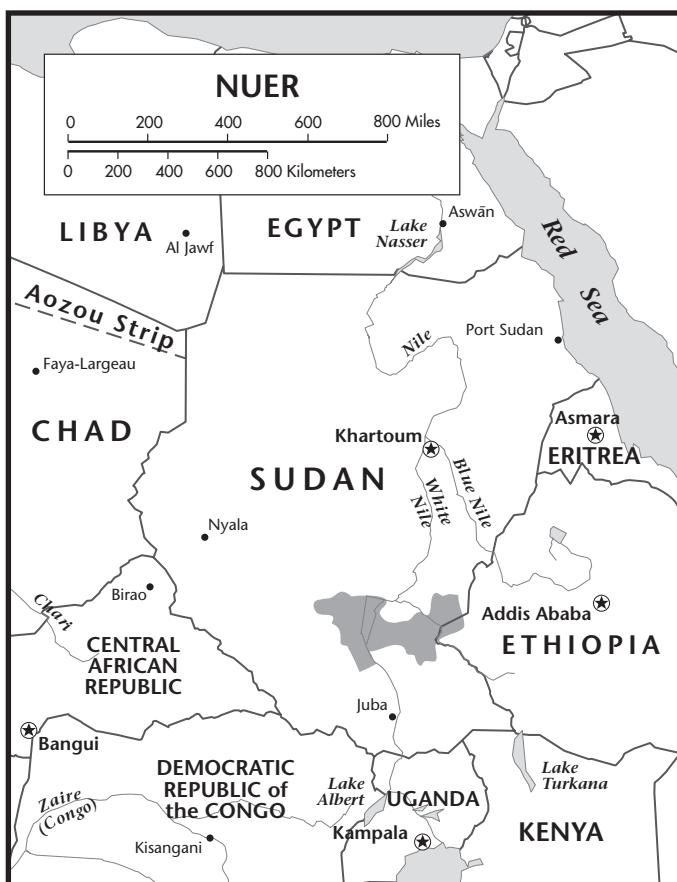 NUER
0 200 400 600 800 Miles
0 200 400 600 800 Kilometers
LIBYA
Al Jawf
EGYPT
Lake
Nasser
Aswān
Red
Sea
Aozou Strip
Faya-Largeau
Nile
Port Sudan
CHAD
Khartoum
Asmara
ERITREA
SUDAN
White
Nile
Blue Nile
Nyala
Birao
Chari
Addis Ababa
ETHIOPIA
CENTRAL
AFRICAN
REPUBLIC
Juba
Bangui
DEMOCRATIC
REPUBLIC of
the CONGO
Lake
Albert
UGANDA
Lake
Turkana
Zaire
(Congo)
Kisangani
Kampala
KENYA